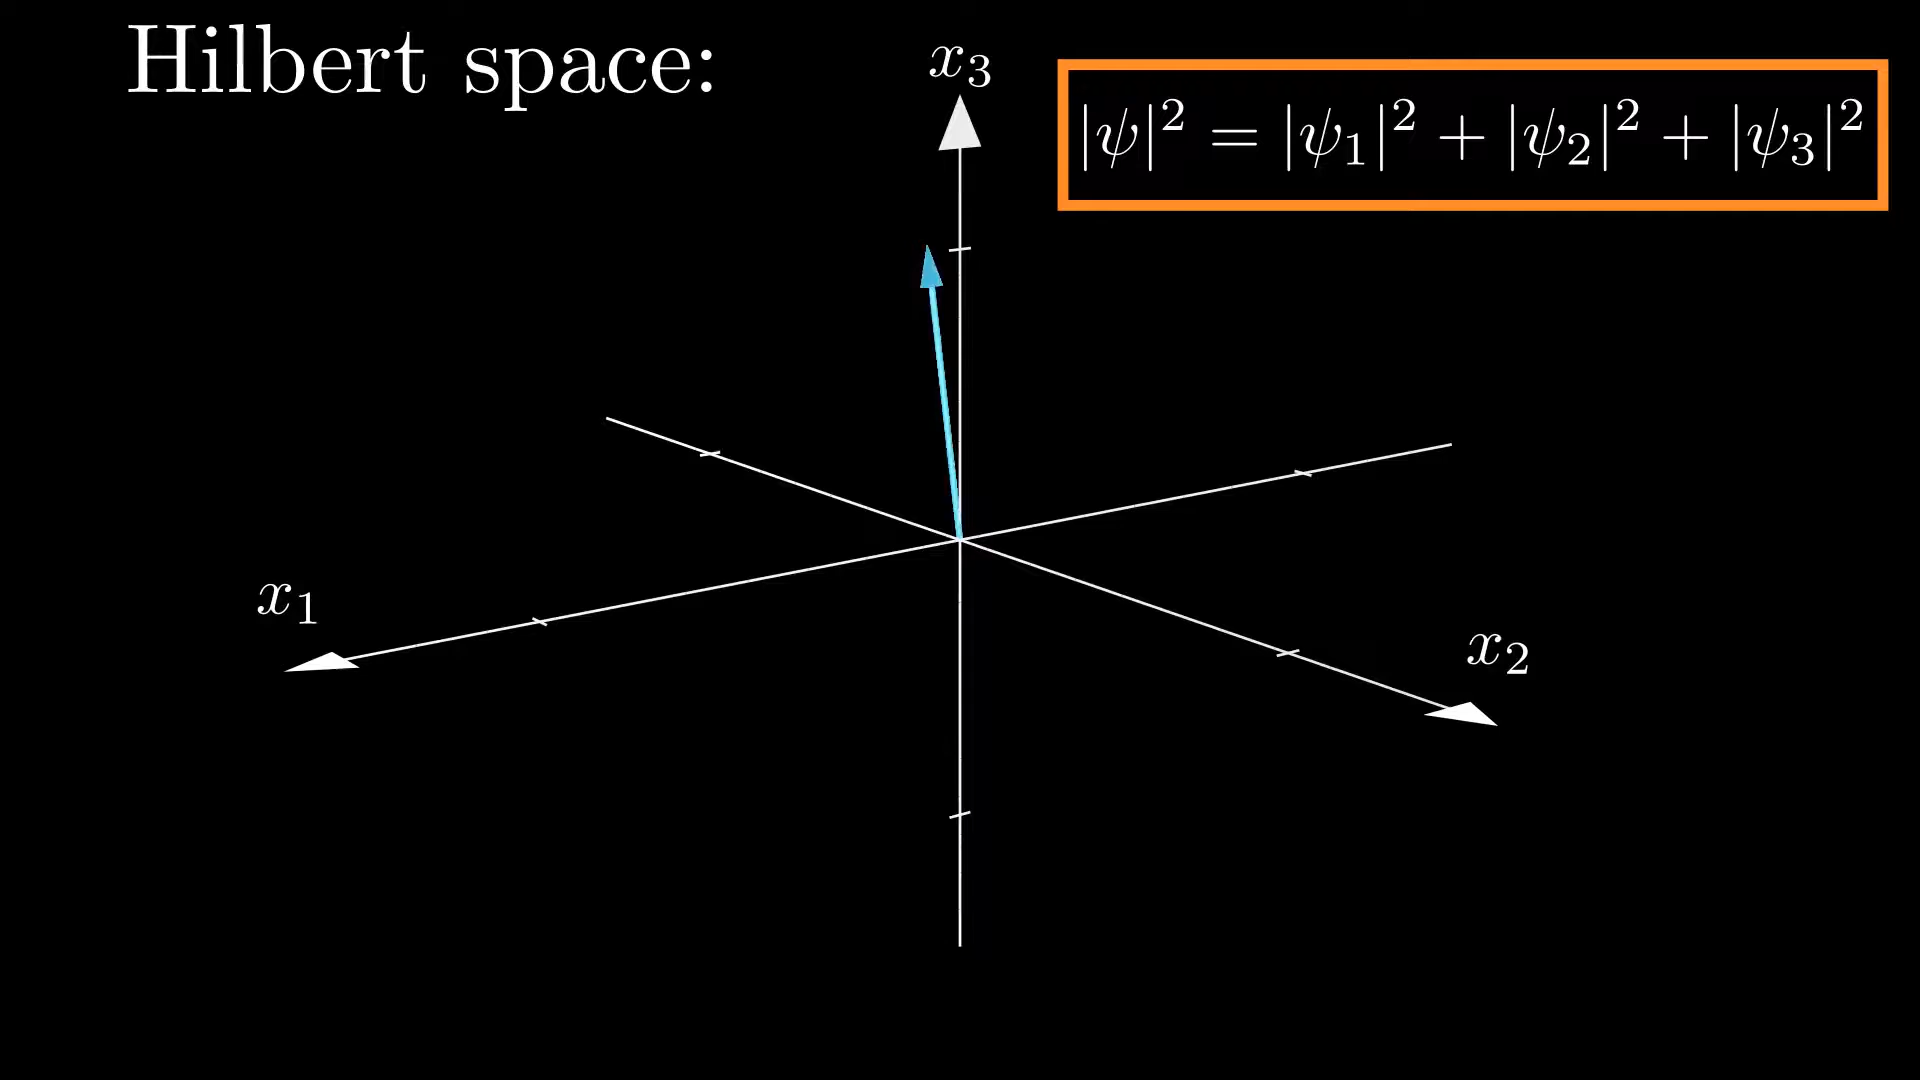 Hilbert space:
x₃
|ψ|² = |ψ₁|² + |ψ₂|² + |ψ₃|²
x₁
x₂